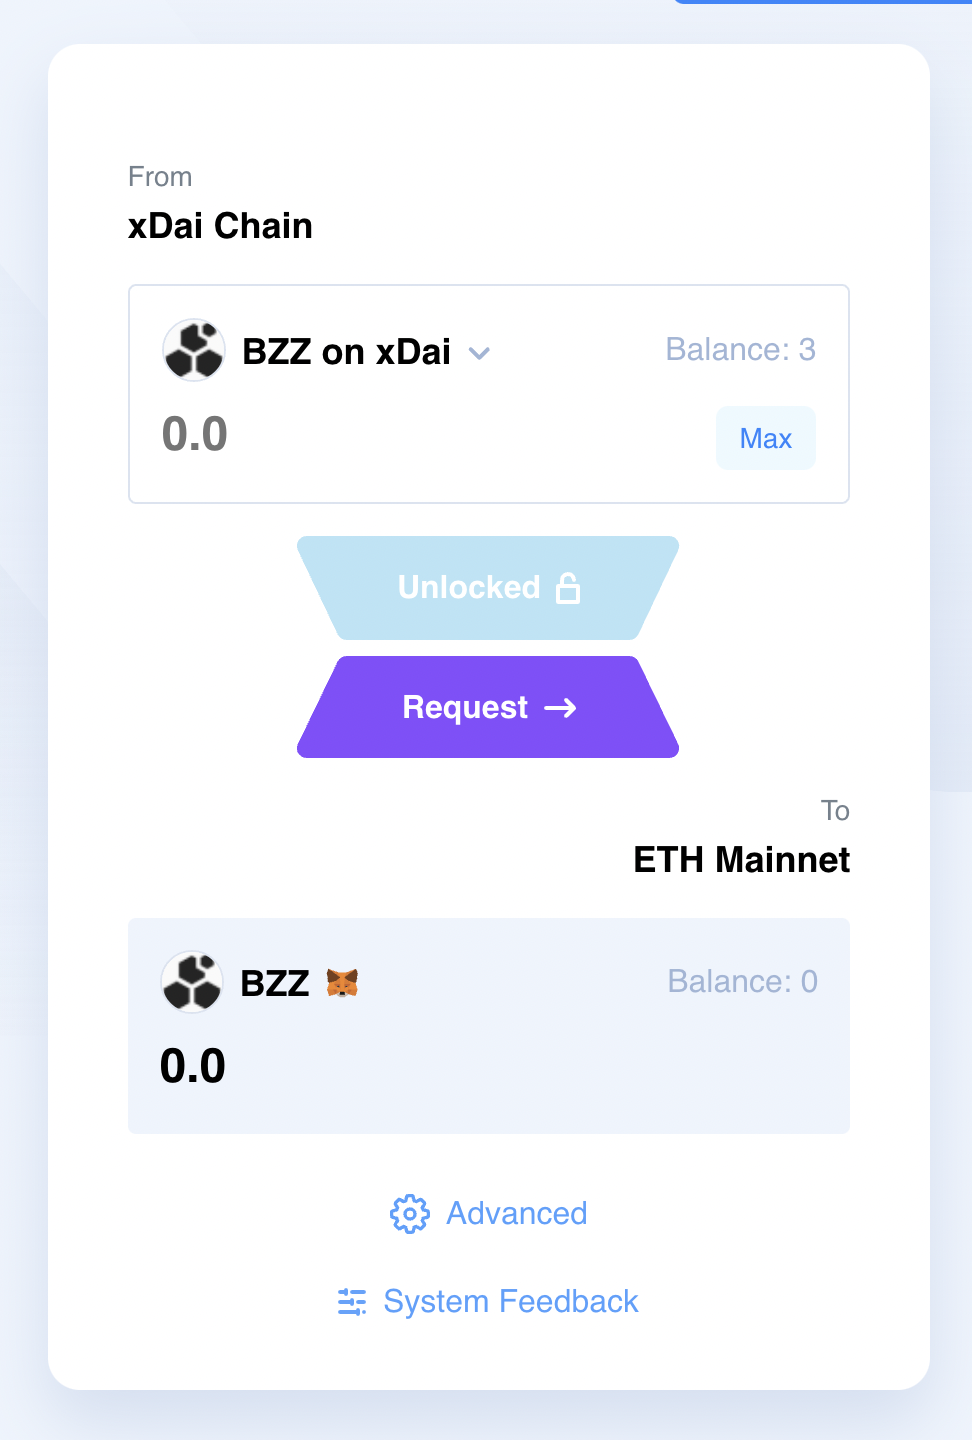 From
xDai Chain
BZZ on xDai
Balance: 3
0.0
Max
Unlocked
Request
To
ETH Mainnet
BZZ
Balance: 0
0.0
Advanced
System Feedback